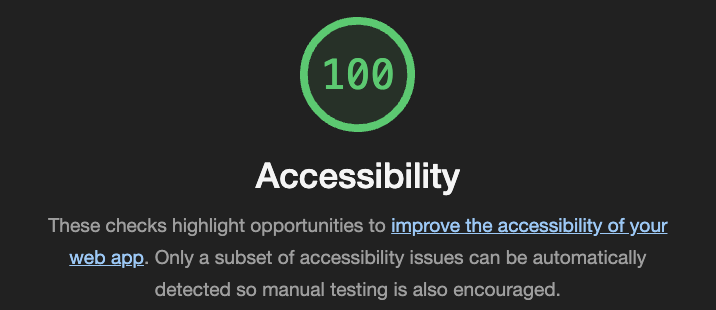 100
Accessibility
These checks highlight opportunities to improve the accessibility of your
web app. Only a subset of accessibility issues can be automatically
detected so manual testing is also encouraged.